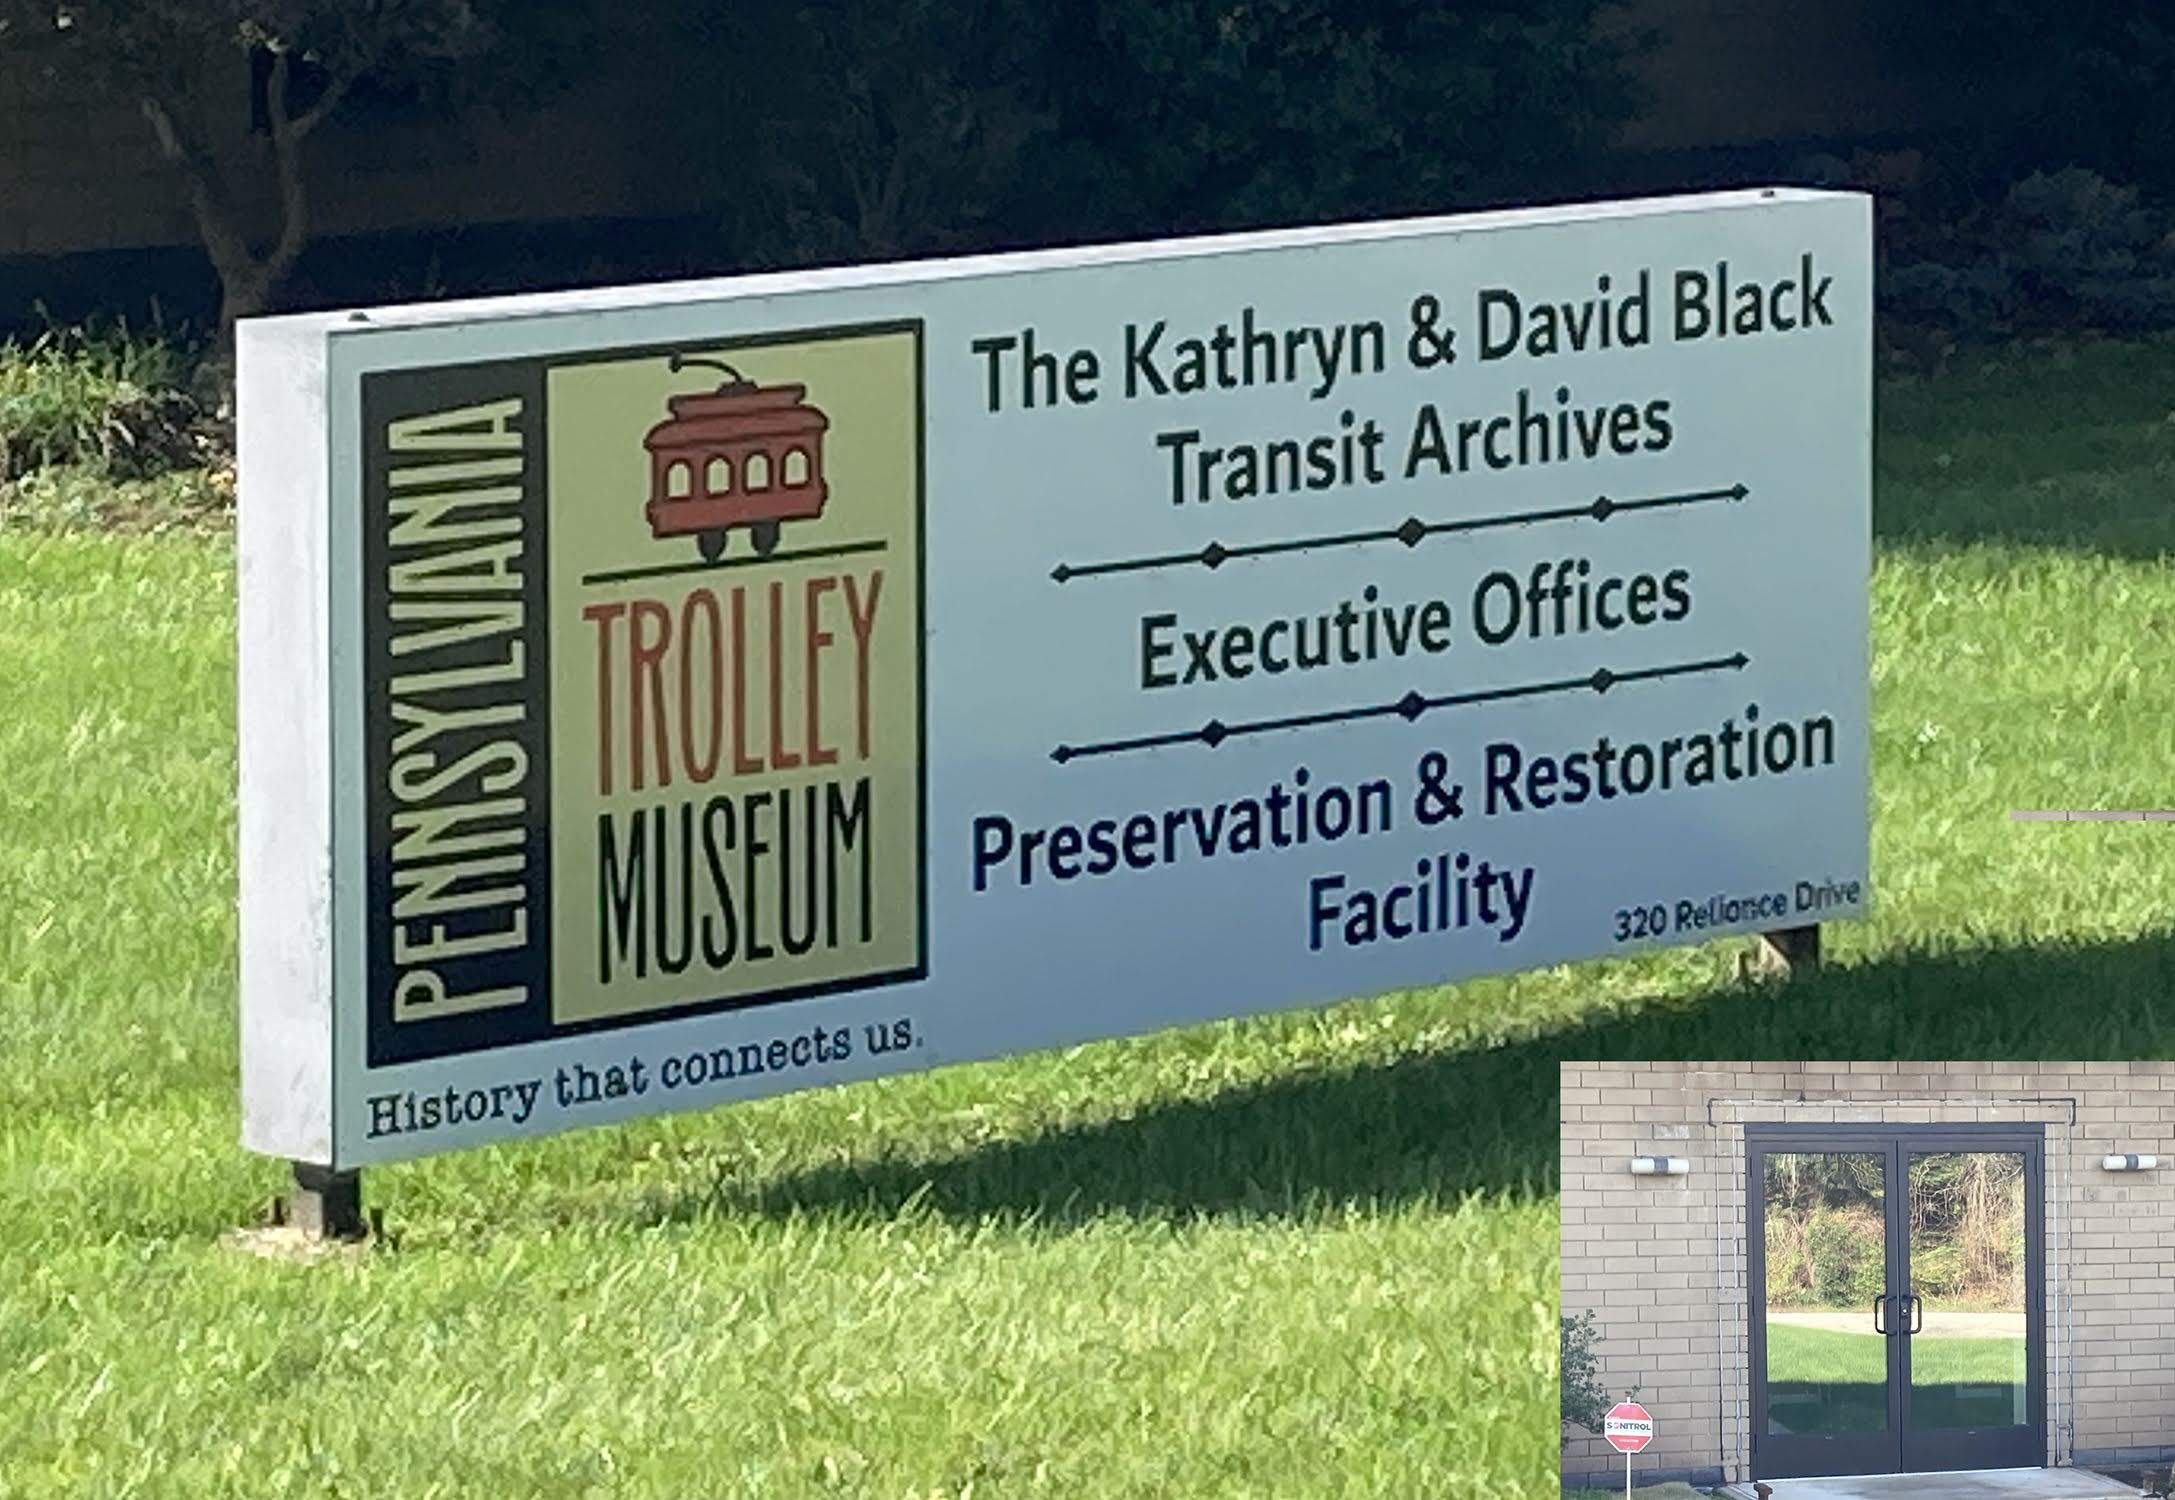 PENNSYLVANIA
TROLLEY
MUSEUM
History that connects us.
The Kathryn & David Black
Transit Archives
Executive Offices
Preservation & Restoration
Facility
320 Reliance Drive
SONITROL